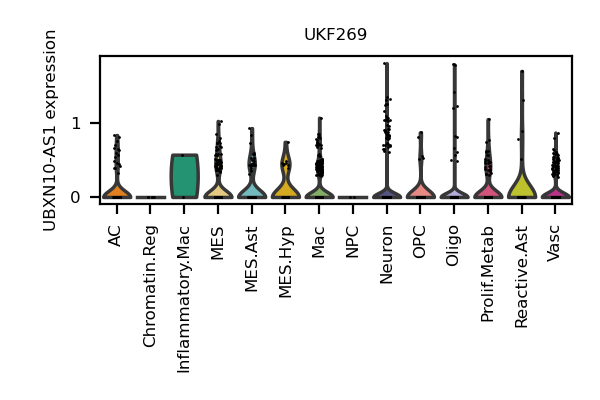 UKF269
UBXN10-AS1 expression
1
0
AC
Chromatin.Reg
Inflammatory.Mac
MES
MES.Ast
MES.Hyp
Mac
NPC
Neuron
OPC
Oligo
Prolif.Metab
Reactive.Ast
Vasc